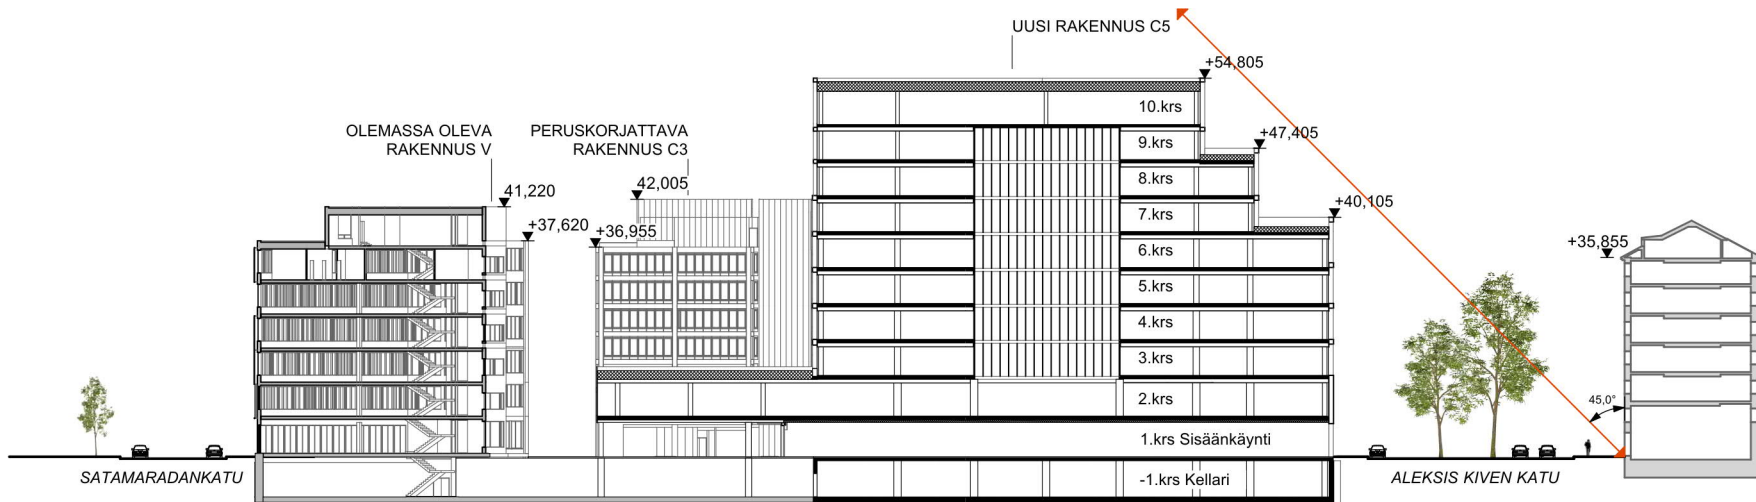 UUSI RAKENNUS C5
+54,805
10.krs
OLEMASSA OLEVA
RAKENNUS V
PERUSKORJATTAVA
RAKENNUS C3
9.krs
+47,405
8.krs
41,220
42,005
7.krs
+40,105
+37,620
+36,955
6.krs
+35,855
5.krs
4.krs
3.krs
2.krs
45,0°
1.krs Sisäänkäynti
SATAMARADANKATU
-1.krs Kellari
ALEKSIS KIVEN KATU